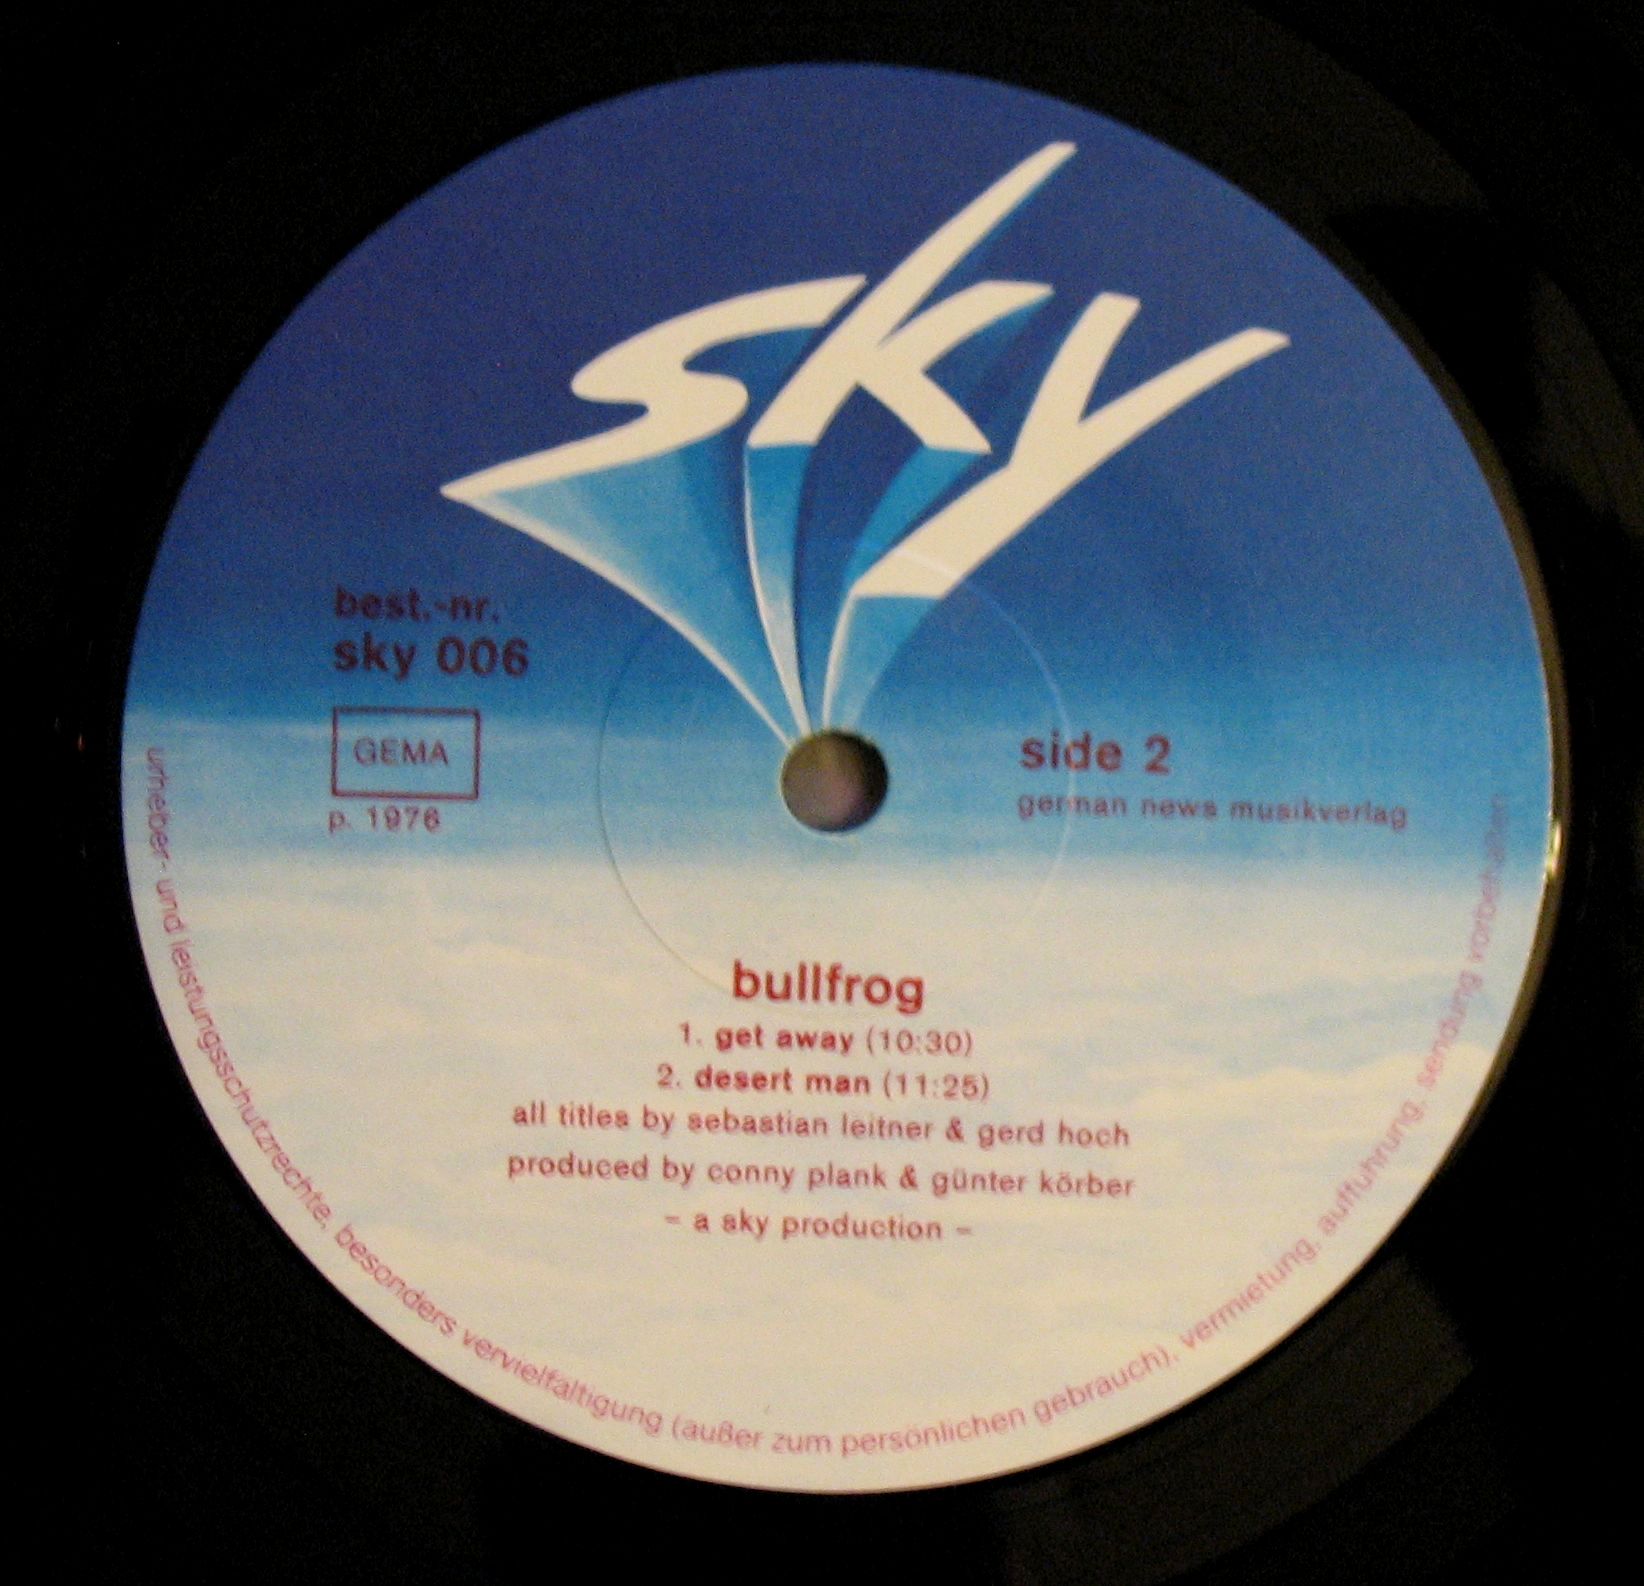 sky
best.-nr.
sky 006
GEMA
p. 1976
side 2
german news musikverlag
bullfrog
1. get away (10:30)
2. desert man (11:25)
all titles by sebastian leitner & gerd hoch
produced by conny plank & günter körber
– a sky production –
urheber- und leistungsschutzrechte, besonders vervielfältigung (außer zum persönlichen gebrauch), vermietung, aufführung, sendung vorbehalten